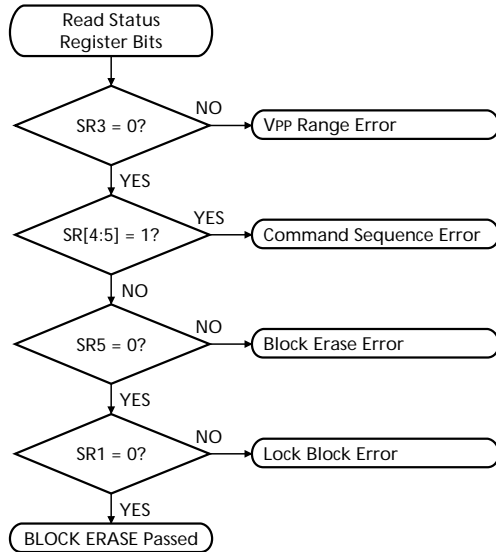 Read Status
Register Bits
NO
SR3 = 0?
VPP Range Error
YES
YES
SR[4:5] = 1?
Command Sequence Error
NO
NO
SR5 = 0?
Block Erase Error
YES
NO
SR1 = 0?
Lock Block Error
YES
BLOCK ERASE Passed